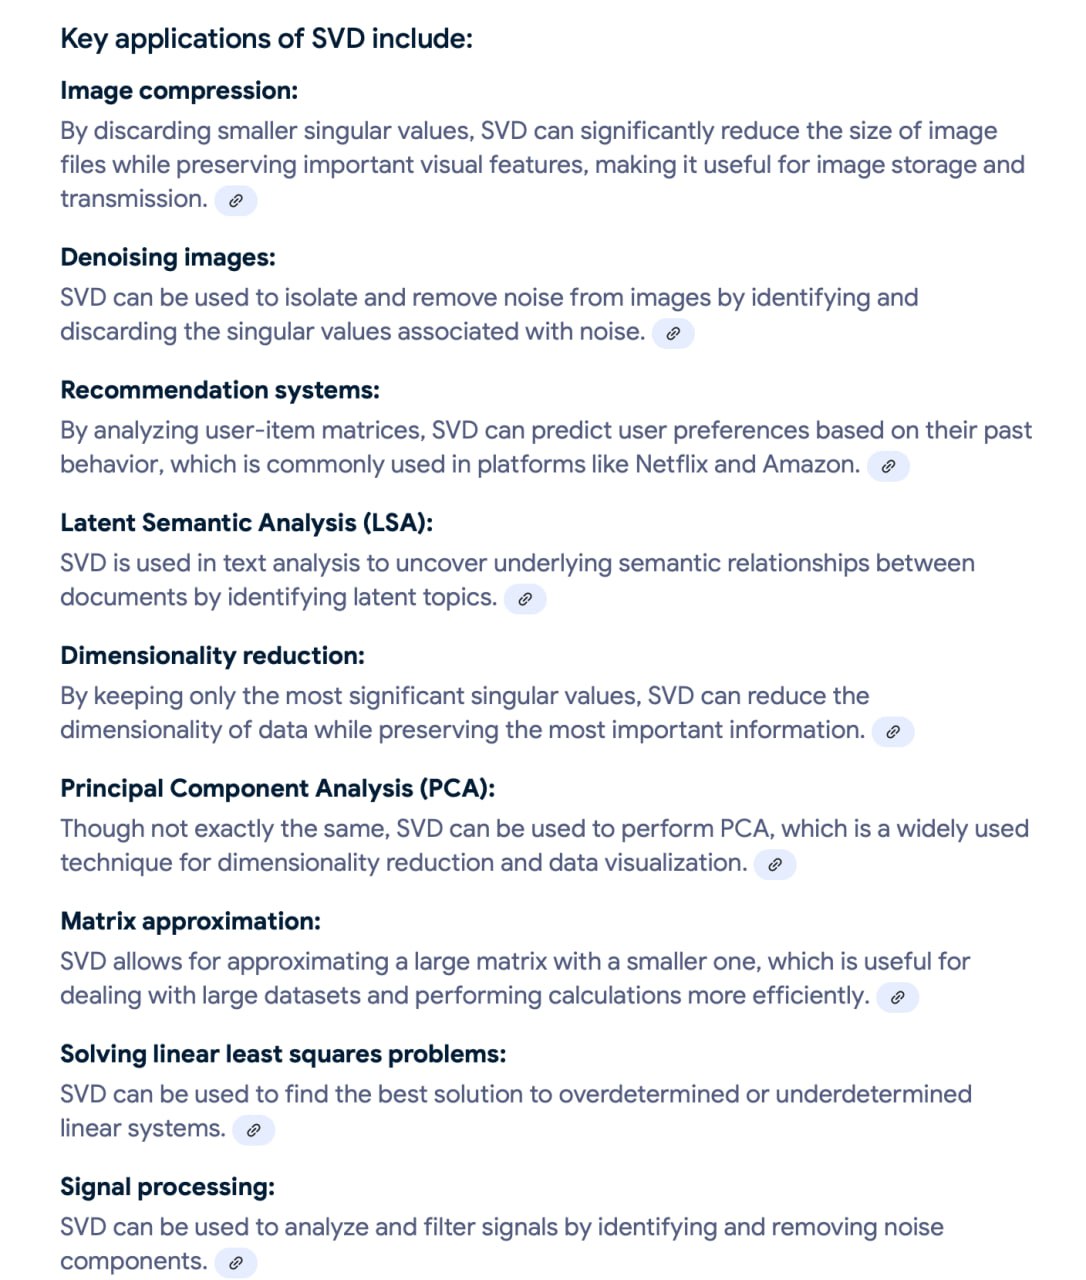 Key applications of SVD include:
Image compression:
By discarding smaller singular values, SVD can significantly reduce the size of image
files while preserving important visual features, making it useful for image storage and
transmission.
Denoising images:
SVD can be used to isolate and remove noise from images by identifying and
discarding the singular values associated with noise.
Recommendation systems:
By analyzing user-item matrices, SVD can predict user preferences based on their past
behavior, which is commonly used in platforms like Netflix and Amazon.
Latent Semantic Analysis (LSA):
SVD is used in text analysis to uncover underlying semantic relationships between
documents by identifying latent topics.
Dimensionality reduction:
By keeping only the most significant singular values, SVD can reduce the
dimensionality of data while preserving the most important information.
Principal Component Analysis (PCA):
Though not exactly the same, SVD can be used to perform PCA, which is a widely used
technique for dimensionality reduction and data visualization.
Matrix approximation:
SVD allows for approximating a large matrix with a smaller one, which is useful for
dealing with large datasets and performing calculations more efficiently.
Solving linear least squares problems:
SVD can be used to find the best solution to overdetermined or underdetermined
linear systems.
Signal processing:
SVD can be used to analyze and filter signals by identifying and removing noise
components.